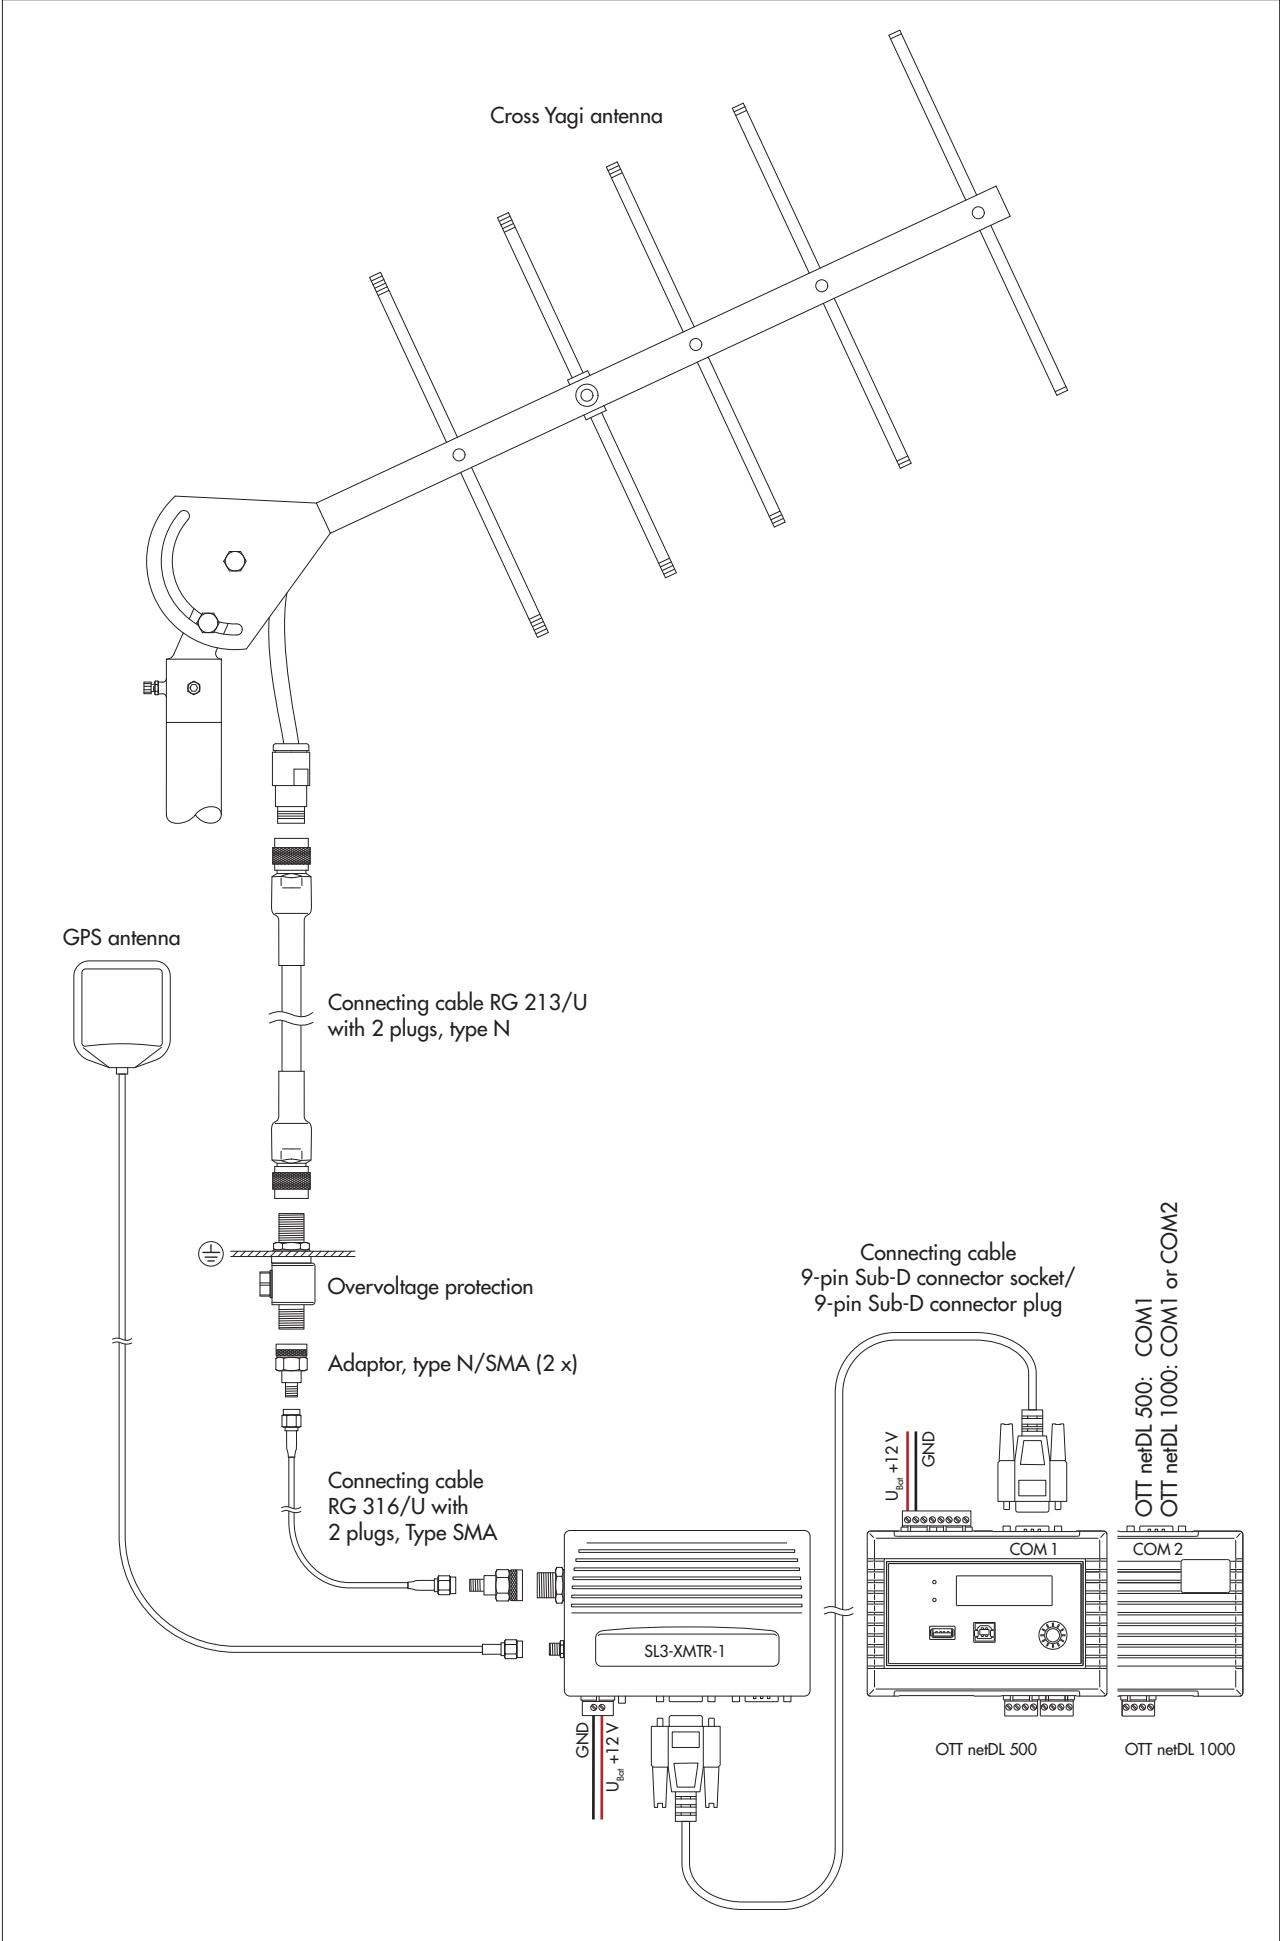 Cross Yagi antenna
GPS antenna
Connecting cable RG 213/U
with 2 plugs, type N
Overvoltage protection
Adaptor, type N/SMA (2 x)
Connecting cable
RG 316/U with
2 plugs, Type SMA
Connecting cable
9-pin Sub-D connector socket/
9-pin Sub-D connector plug
OTT netDL 500: COM1
OTT netDL 1000: COM1 or COM2
UBat +12 V
GND
COM 1
COM 2
SL3-XMTR-1
GND
UBat +12 V
OTT netDL 500
OTT netDL 1000